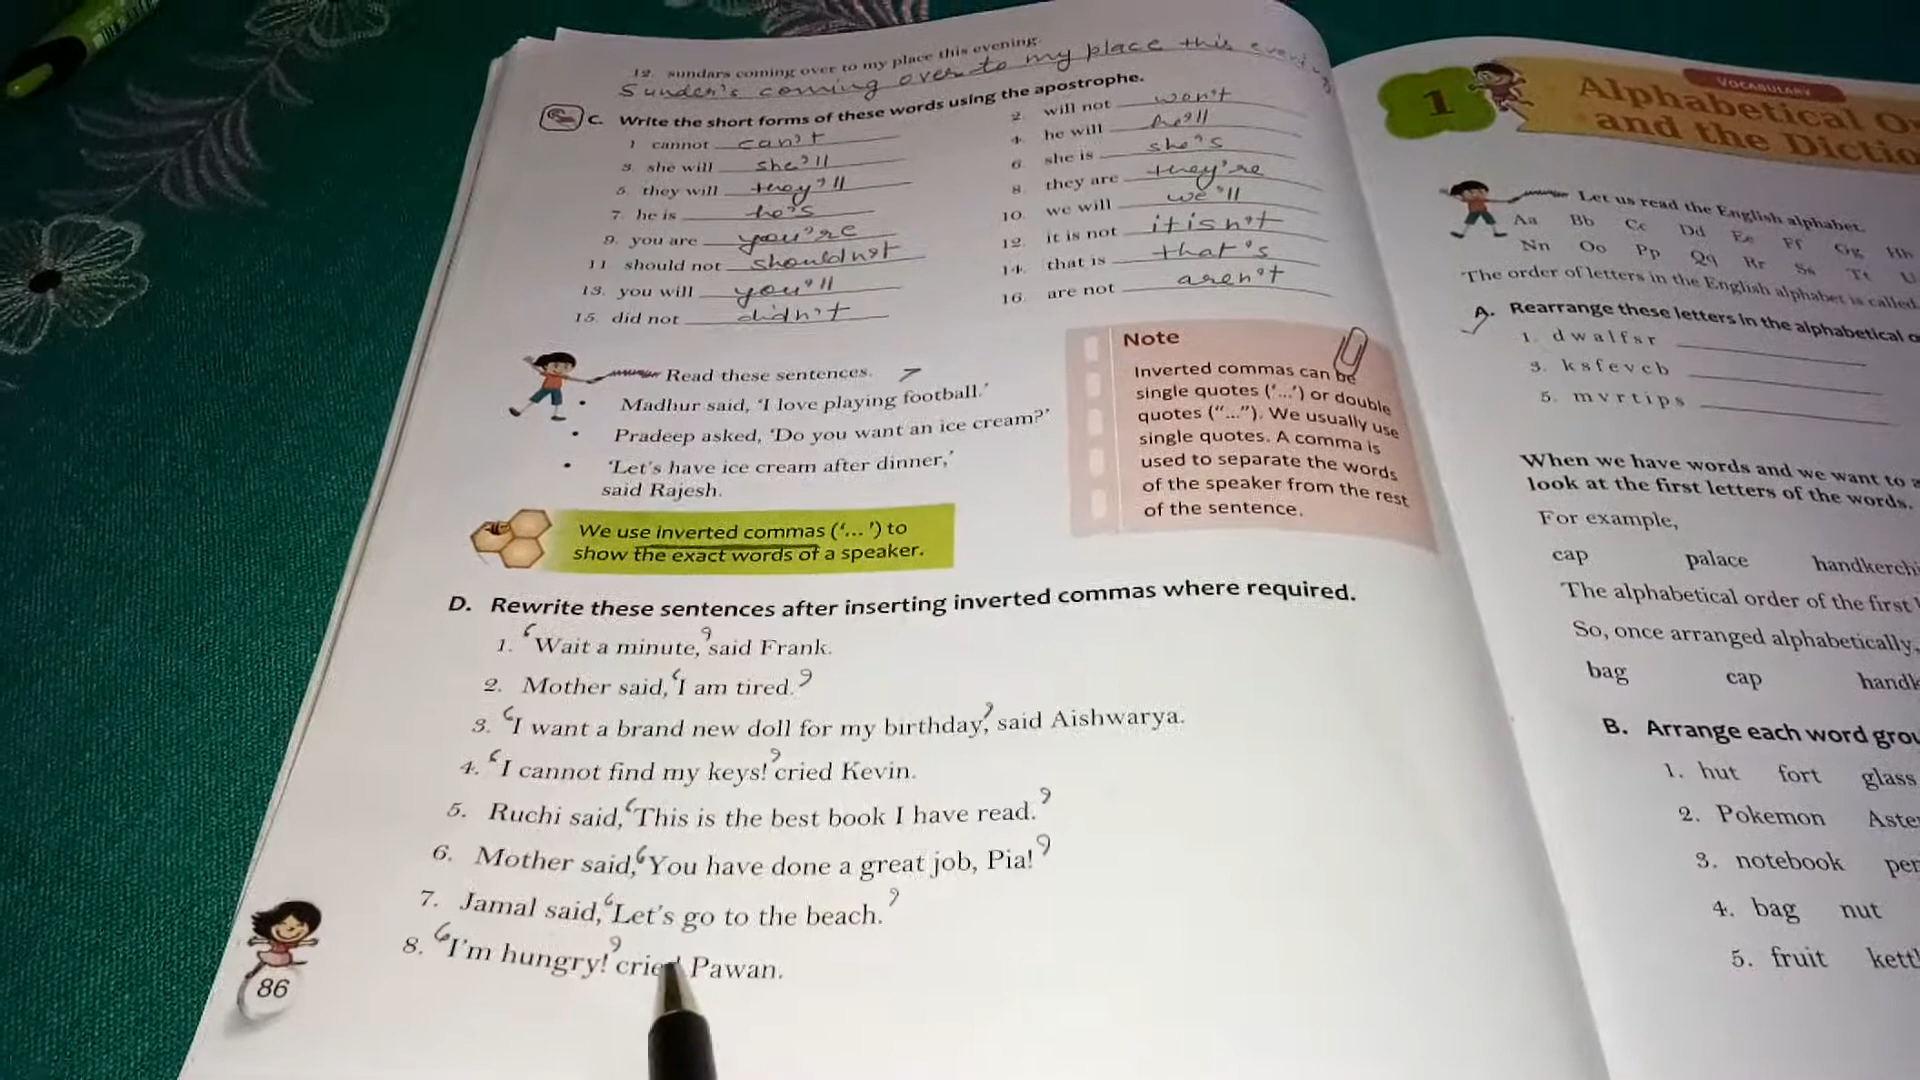 12. sundars coming over to my place this evening.
Sunder's coming over to my place this evening
C. Write the short forms of these words using the apostrophe.
1 cannot can't
2. will not won't
3. she will she'll
4. he will he'll
5. they will they'll
6 she is she's
7. he is he's
8 they are they're
9. you are you're
10. we will we'll
11 should not shouldn't
12. it is not it isn't
13. you will you'll
14. that is that's
15. did not didn't
16. are not aren't
Read these sentences.
• Madhur said, ‘I love playing football.’
• Pradeep asked, ‘Do you want an ice cream?’
• ‘Let's have ice cream after dinner,’
said Rajesh.
We use inverted commas (‘... ’) to
show the exact words of a speaker.
Note
Inverted commas can be
single quotes (‘...’) or double
quotes (“...”). We usually use
single quotes. A comma is
used to separate the words
of the speaker from the rest
of the sentence.
D. Rewrite these sentences after inserting inverted commas where required.
1. ‘Wait a minute,’ said Frank.
2. Mother said, ‘I am tired.’
3. ‘I want a brand new doll for my birthday,’ said Aishwarya.
4. ‘I cannot find my keys!’ cried Kevin.
5. Ruchi said, ‘This is the best book I have read.’
6. Mother said, ‘You have done a great job, Pia!’
7. Jamal said, ‘Let's go to the beach.’
8. ‘I'm hungry!’ cried Pawan.
86
1
VOCABULARY
Alphabetical O
and the Dictio
Let us read the English alphabet.
Aa Bb Cc Dd Ee Ff Gg Hh
Nn Oo Pp Qq Rr Ss Tt U
The order of letters in the English alphabet is called
A. Rearrange these letters in the alphabetical o
1. d w a l f s r
3. k s f e v c b
5. m v r t i p s
When we have words and we want to a
look at the first letters of the words.
For example,
cap palace handkerchi
The alphabetical order of the first
So, once arranged alphabetically,
bag cap handk
B. Arrange each word grou
1. hut fort glass
2. Pokemon Aste
3. notebook pen
4. bag nut
5. fruit kettl